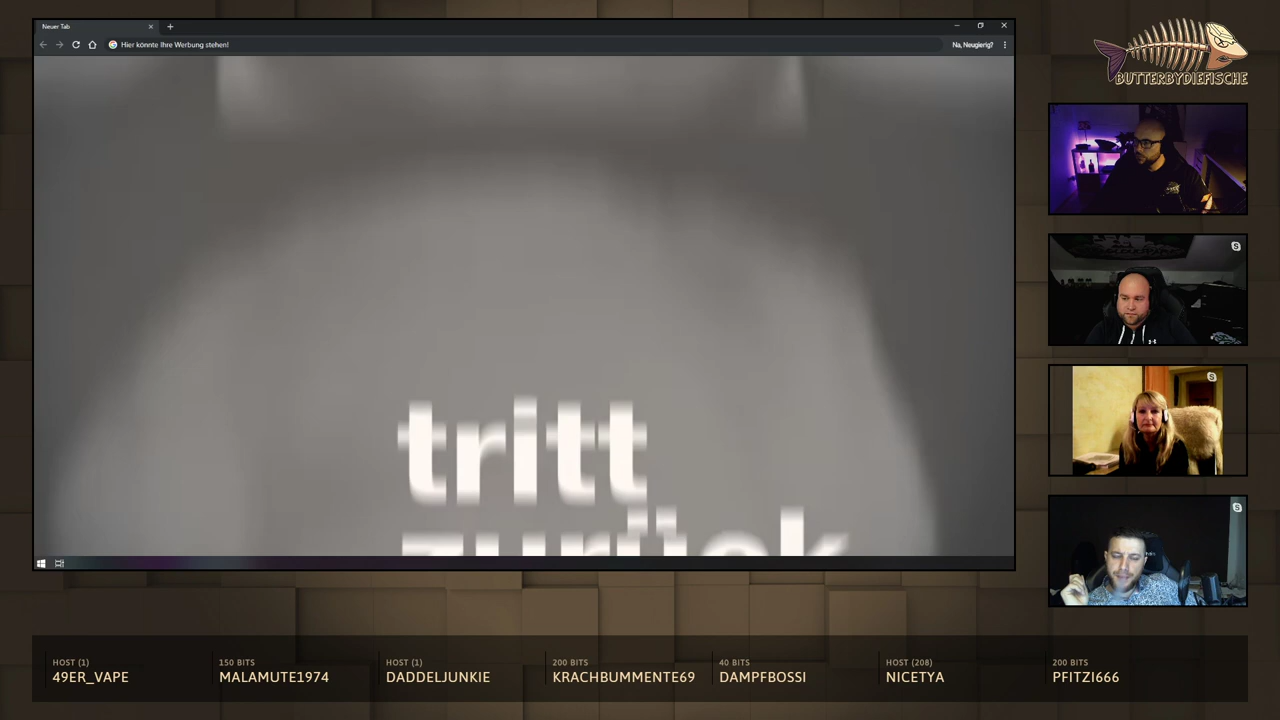 Neuer Tab
Hier könnte Ihre Werbung stehen!
Na, Neugierig?
BUTTERBYDIEFISCHE
tritt
zurück
HOST (1)
49ER_VAPE
150 BITS
MALAMUTE1974
HOST (1)
DADDELJUNKIE
200 BITS
KRACHBUMMENTE69
40 BITS
DAMPFBOSSI
HOST (208)
NICETYA
200 BITS
PFITZI666